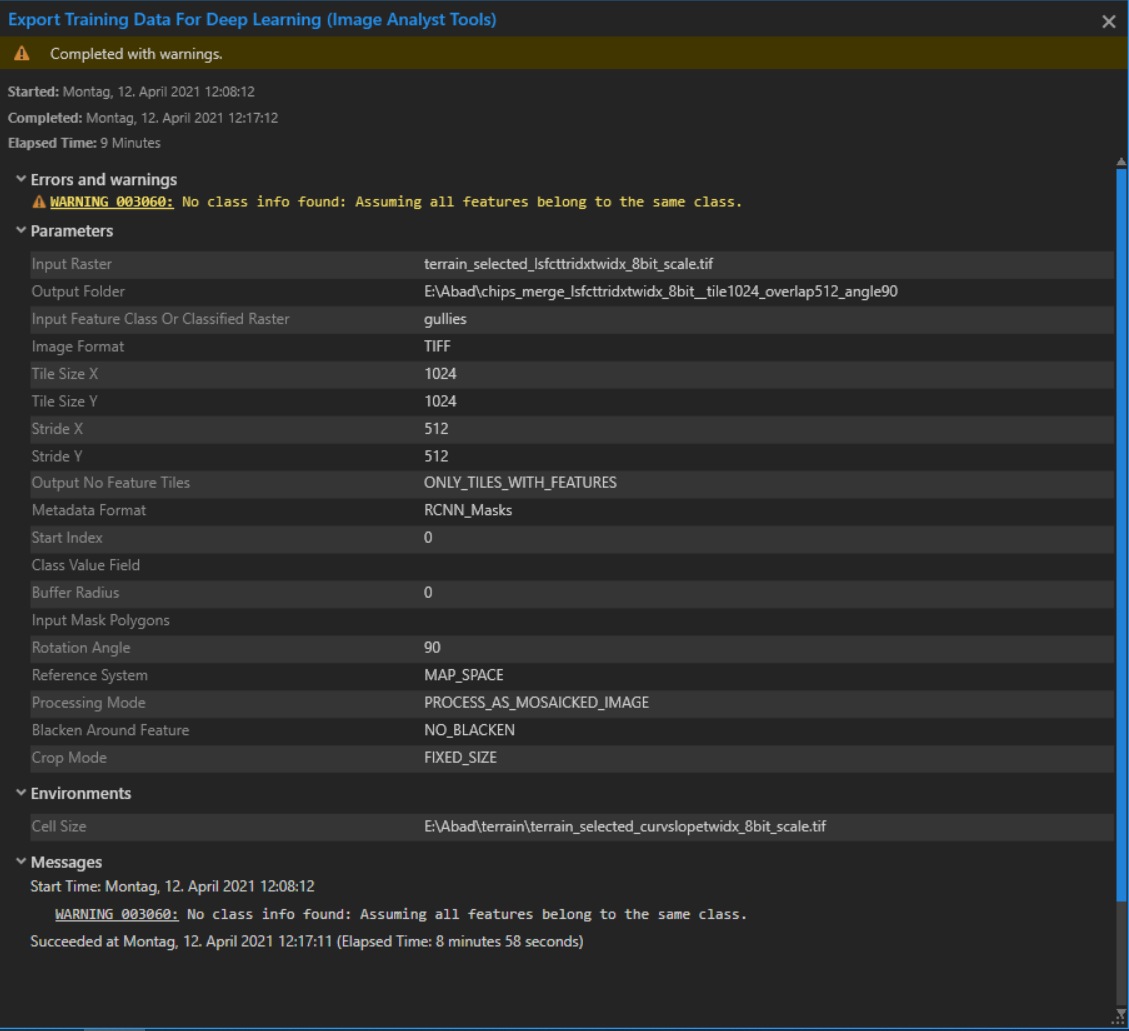 Export Training Data For Deep Learning (Image Analyst Tools)
Completed with warnings.
Started: Montag, 12. April 2021 12:08:12
Completed: Montag, 12. April 2021 12:17:12
Elapsed Time: 9 Minutes
Errors and warnings
WARNING 003060: No class info found: Assuming all features belong to the same class.
Parameters
Input Raster terrain_selected_lsfcttridxtwidx_8bit_scale.tif
Output Folder E:\Abad\chips_merge_lsfcttridxtwidx_8bit__tile1024_overlap512_angle90
Input Feature Class Or Classified Raster gullies
Image Format TIFF
Tile Size X 1024
Tile Size Y 1024
Stride X 512
Stride Y 512
Output No Feature Tiles ONLY_TILES_WITH_FEATURES
Metadata Format RCNN_Masks
Start Index 0
Class Value Field
Buffer Radius 0
Input Mask Polygons
Rotation Angle 90
Reference System MAP_SPACE
Processing Mode PROCESS_AS_MOSAICKED_IMAGE
Blacken Around Feature NO_BLACKEN
Crop Mode FIXED_SIZE
Environments
Cell Size E:\Abad\terrain\terrain_selected_curvslopetwidx_8bit_scale.tif
Messages
Start Time: Montag, 12. April 2021 12:08:12
WARNING 003060: No class info found: Assuming all features belong to the same class.
Succeeded at Montag, 12. April 2021 12:17:11 (Elapsed Time: 8 minutes 58 seconds)